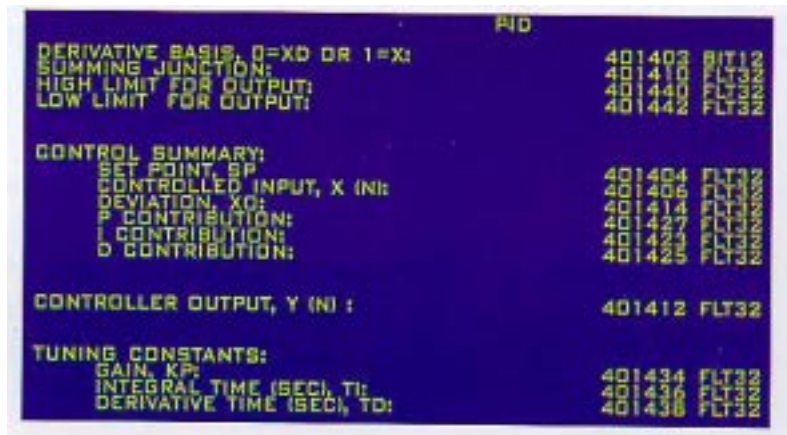 PID
DERIVATIVE BASIS, 0=XD OR 1=X: 401403 BIT12
SUMMING JUNCTION: 401410 FLT32
HIGH LIMIT FOR OUTPUT: 401440 FLT32
LOW LIMIT FOR OUTPUT: 401442 FLT32
CONTROL SUMMARY:
SET POINT, SP 401404 FLT32
CONTROLLED INPUT, X (N): 401406 FLT32
DEVIATION, XD: 401414 FLT32
P CONTRIBUTION: 401427 FLT32
I CONTRIBUTION: 401423 FLT32
D CONTRIBUTION: 401425 FLT32
CONTROLLER OUTPUT, Y (N) : 401412 FLT32
TUNING CONSTANTS:
GAIN, KP: 401434 FLT32
INTEGRAL TIME (SEC), TI: 401436 FLT32
DERIVATIVE TIME (SEC), TD: 401438 FLT32